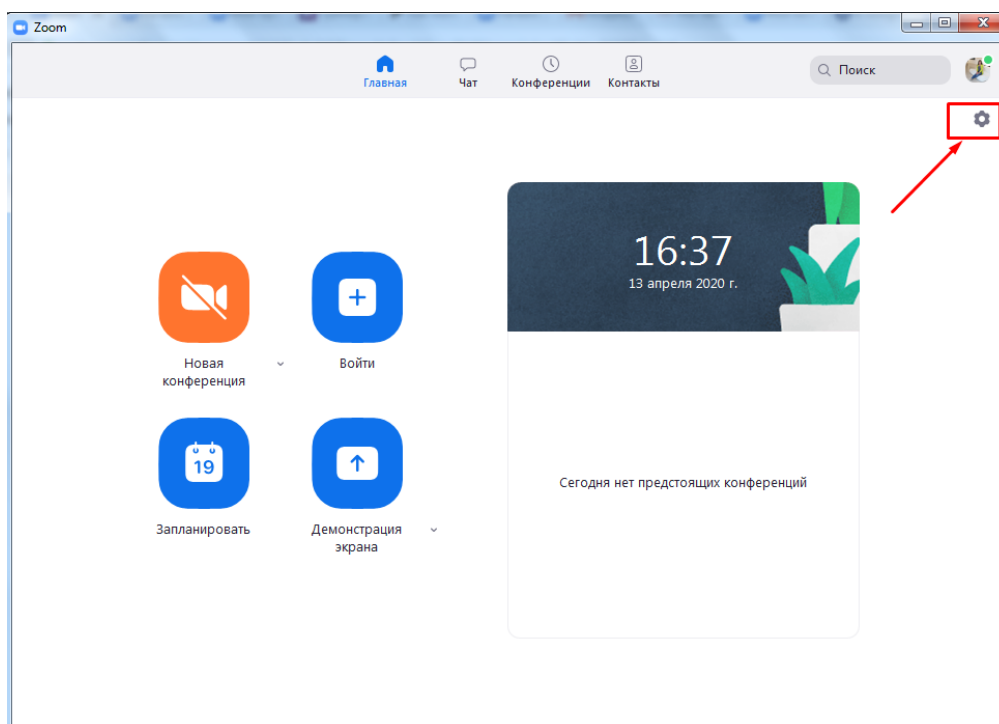 Zoom
Главная
Чат
Конференции
Контакты
Поиск
16:37
13 апреля 2020 г.
Новая
конференция
Войти
19
Запланировать
Демонстрация
экрана
Сегодня нет предстоящих конференций